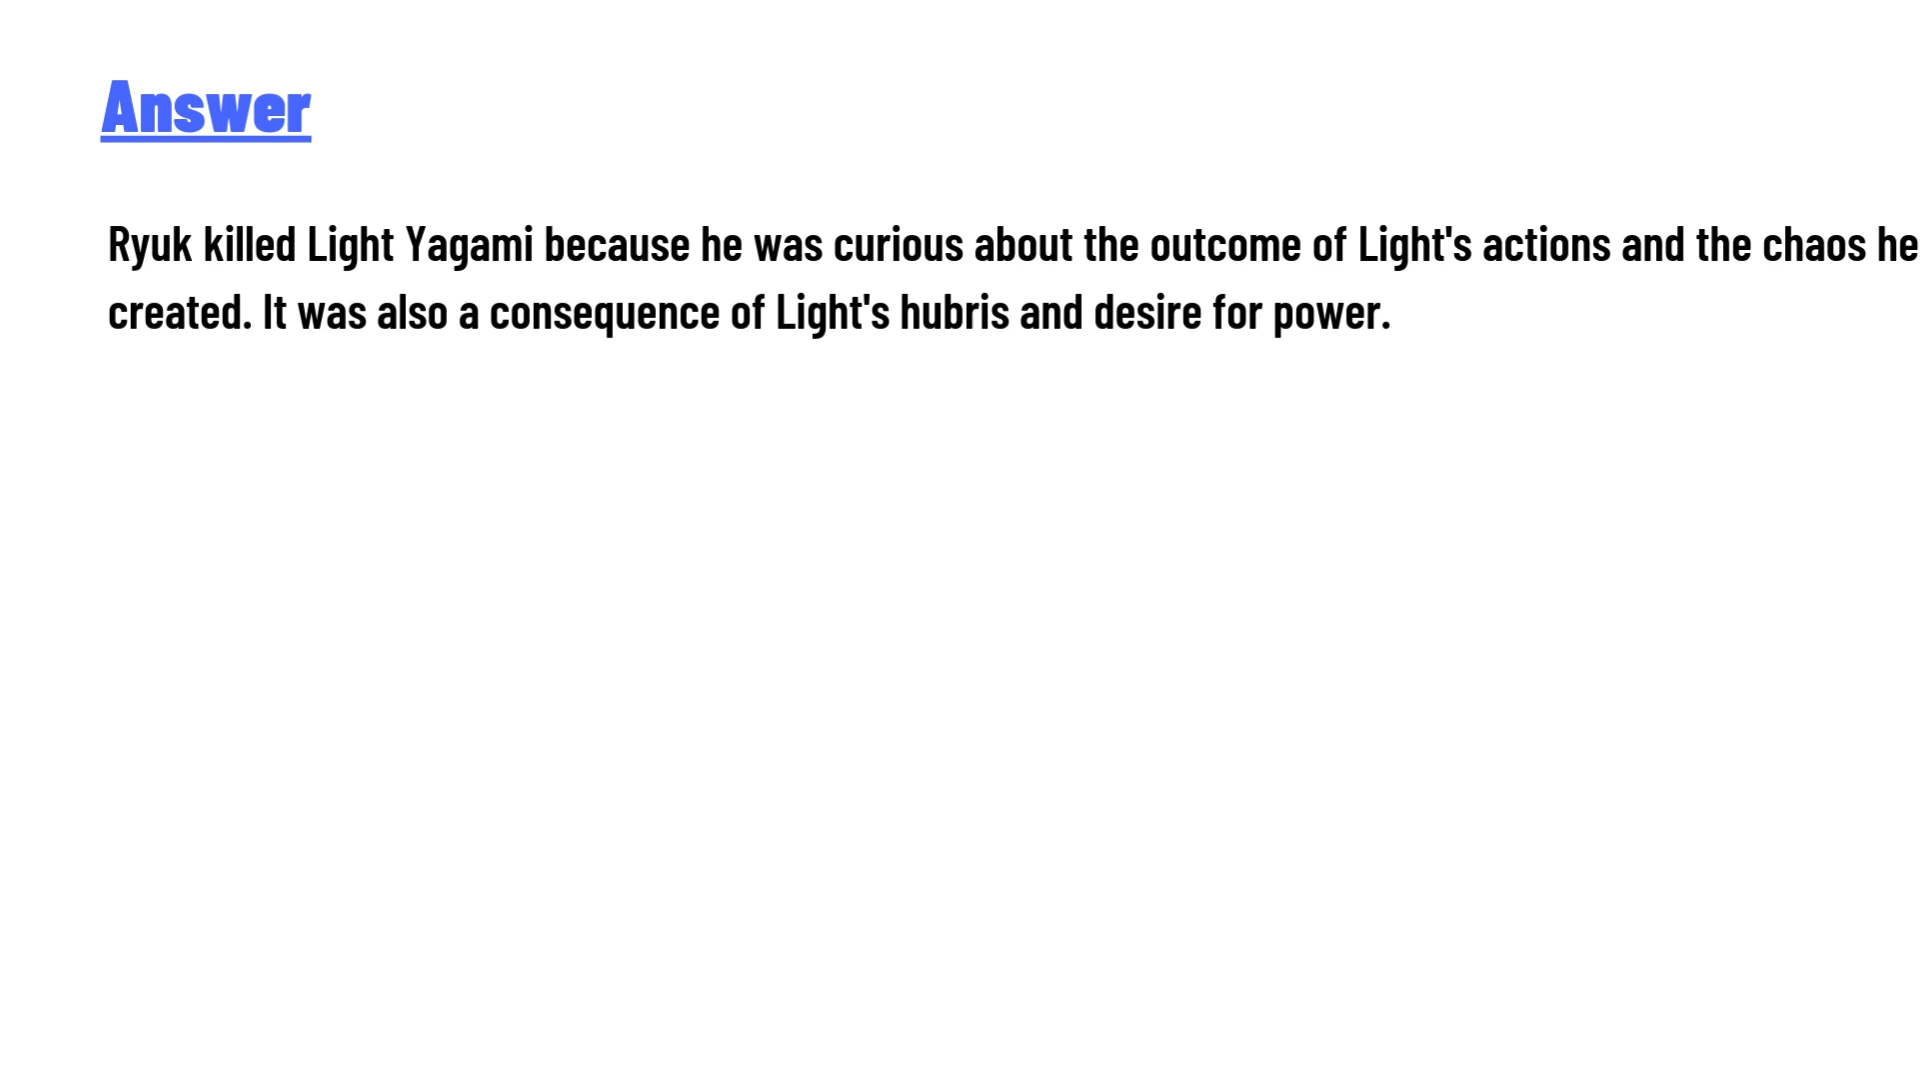 Answer
Ryuk killed Light Yagami because he was curious about the outcome of Light's actions and the chaos he
created. It was also a consequence of Light's hubris and desire for power.